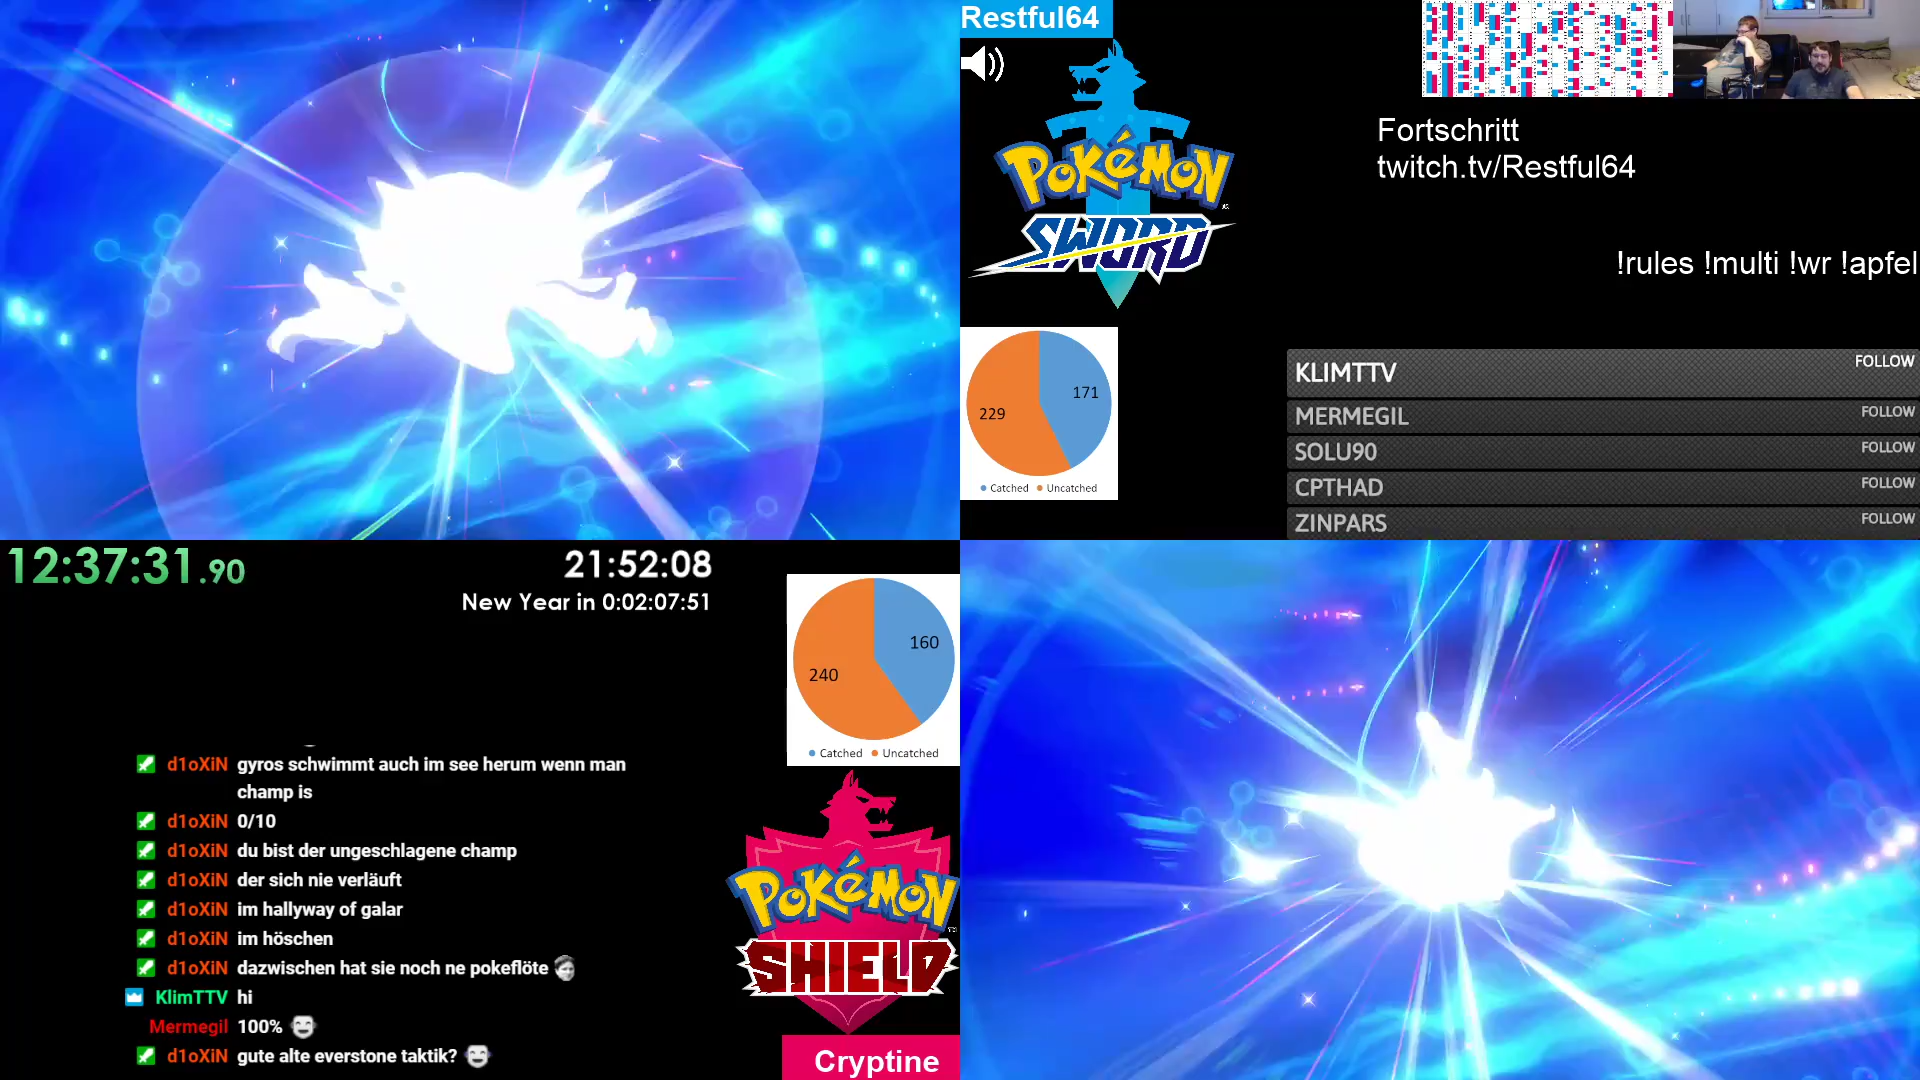 Restful64
POKéMON
SWORD
Fortschritt
twitch.tv/Restful64
!rules !multi !wr !apfel
171
229
Catched Uncatched
KLIMTTV FOLLOW
MERMEGIL FOLLOW
SOLU90 FOLLOW
CPTHAD FOLLOW
ZINPARS FOLLOW
12:37:31.90
21:52:08
New Year in 0:02:07:51
160
240
Catched Uncatched
d1oXiN gyros schwimmt auch im see herum wenn man
champ is
d1oXiN 0/10
d1oXiN du bist der ungeschlagene champ
d1oXiN der sich nie verläuft
d1oXiN im hallyway of galar
d1oXiN im höschen
d1oXiN dazwischen hat sie noch ne pokeflöte
KlimTTV hi
Mermegil 100%
d1oXiN gute alte everstone taktik?
POKéMON
SHIELD
Cryptine